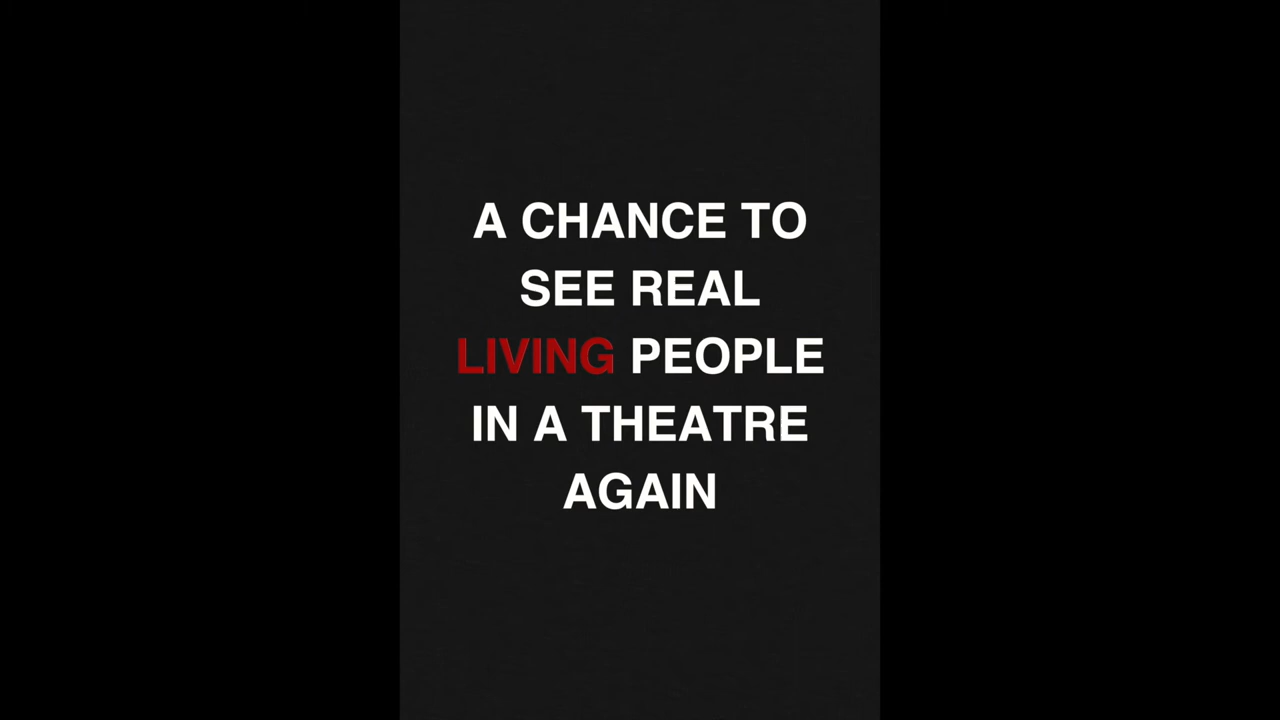 A CHANCE TO
SEE REAL
LIVING PEOPLE
IN A THEATRE
AGAIN